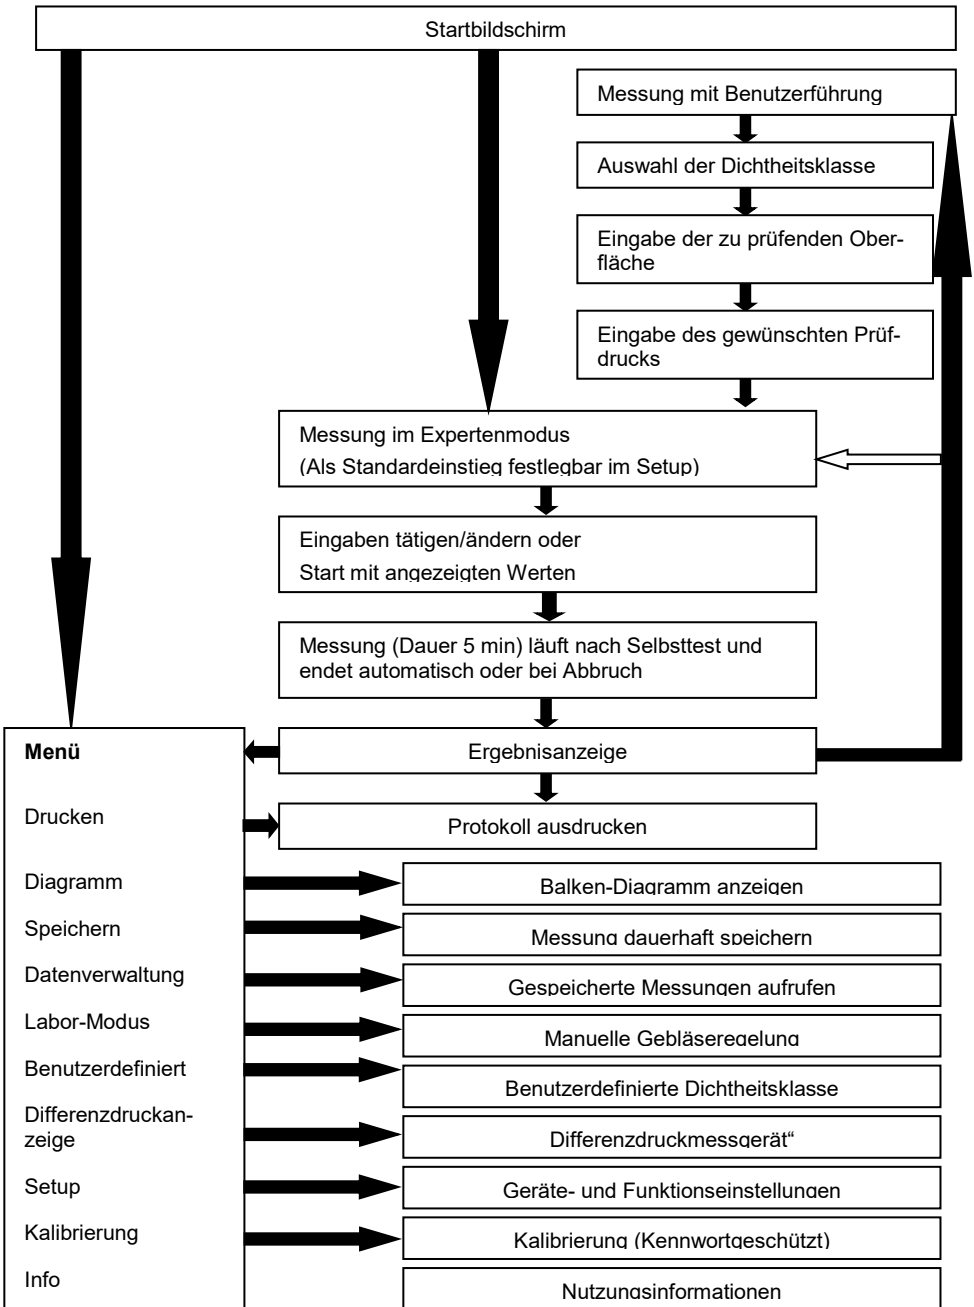 Startbildschirm
Messung mit Benutzerführung
Auswahl der Dichtheitsklasse
Eingabe der zu prüfenden Ober-
fläche
Eingabe des gewünschten Prüf-
drucks
Messung im Expertenmodus
(Als Standardeinstieg festlegbar im Setup)
Eingaben tätigen/ändern oder
Start mit angezeigten Werten
Messung (Dauer 5 min) läuft nach Selbsttest und
endet automatisch oder bei Abbruch
Menü
Ergebnisanzeige
Drucken
Protokoll ausdrucken
Diagramm
Balken-Diagramm anzeigen
Speichern
Messung dauerhaft speichern
Datenverwaltung
Gespeicherte Messungen aufrufen
Labor-Modus
Manuelle Gebläseregelung
Benutzerdefiniert
Benutzerdefinierte Dichtheitsklasse
Differenzdruckan-
zeige
Differenzdruckmessgerät“
Setup
Geräte- und Funktionseinstellungen
Kalibrierung
Kalibrierung (Kennwortgeschützt)
Info
Nutzungsinformationen